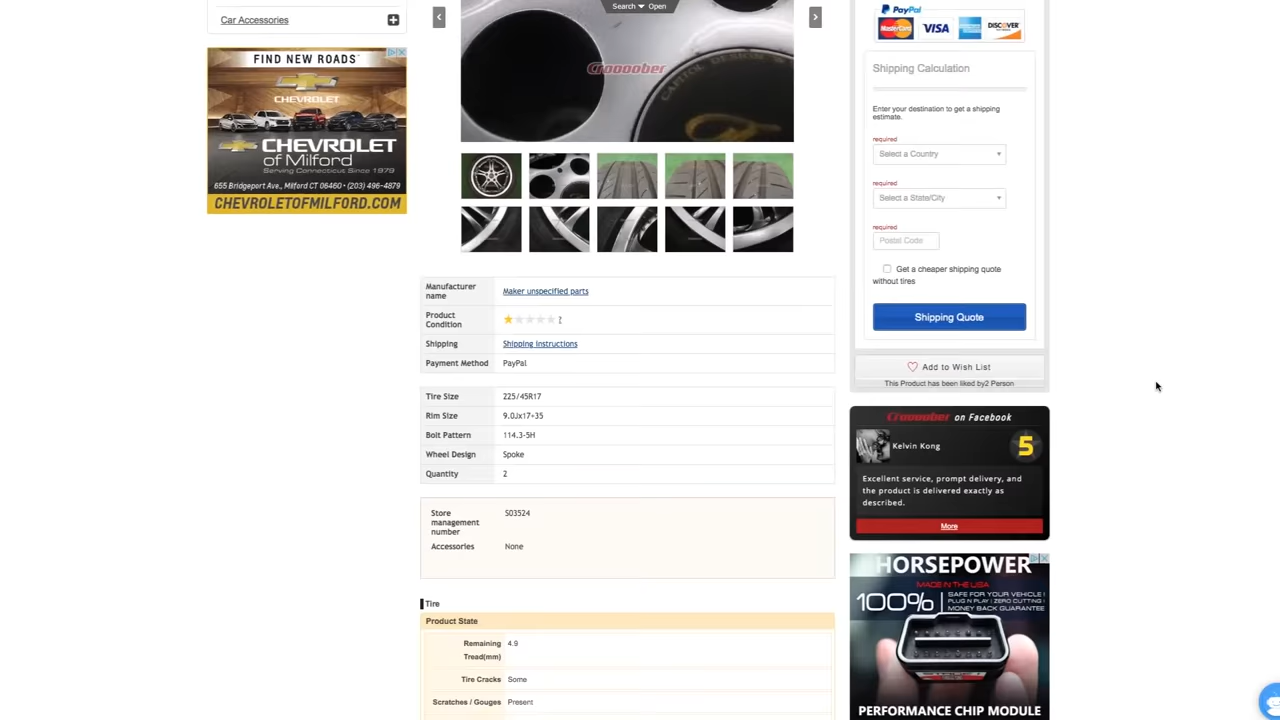 Search Open
Car Accessories
FIND NEW ROADS
CHEVROLET
CHEVROLET
of Milford
Serving Connecticut Since 1979
655 Bridgeport Ave., Milford CT 06460 • (203) 496-4879
CHEVROLETOFMILFORD.COM
Croooober
CAPITOL DESIGN
Manufacturer name
Maker unspecified parts
Product Condition
?
Shipping
Shipping instructions
Payment Method
PayPal
Tire Size
225/45R17
Rim Size
9.0Jx17+35
Bolt Pattern
114.3-5H
Wheel Design
Spoke
Quantity
2
Store management number
S03524
Accessories
None
Tire
Product State
Remaining Tread(mm)
4.9
Tire Cracks
Some
Scratches / Gouges
Present
PayPal
MasterCard VISA DISCOVER
Shipping Calculation
Enter your destination to get a shipping
estimate.
required
Select a Country
required
Select a State/City
required
Postal Code
Get a cheaper shipping quote
without tires
Shipping Quote
Add to Wish List
This Product has been liked by2 Person
Croooober on Facebook
Kelvin Kong
5
Excellent service, prompt delivery, and
the product is delivered exactly as
described.
More
HORSEPOWER
MADE IN THE USA
100%
SAFE FOR YOUR VEHICLE
PLUG N PLAY | ZERO CUTTING
MONEY BACK GUARANTEE
PERFORMANCE CHIP MODULE